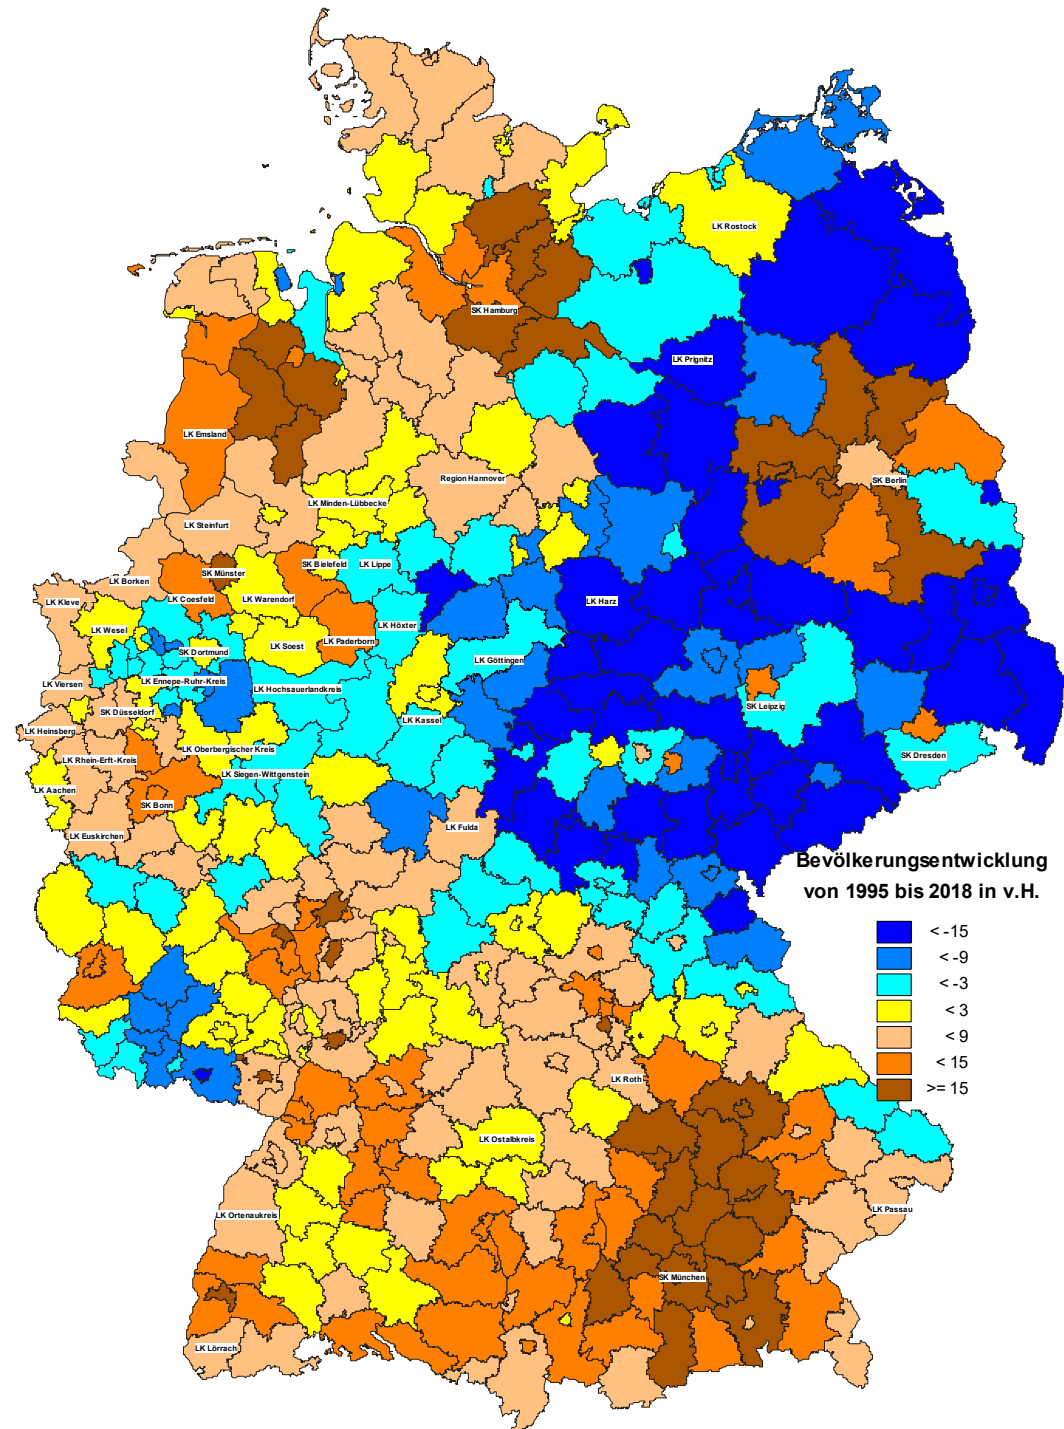 LK Rostock
SK Hamburg
LK Prignitz
LK Emsland
Region Hannover
SK Berlin
LK Minden-Lübbecke
LK Steinfurt
SK Bielefeld
LK Lippe
SK Münster
LK Borken
LK Kleve
LK Coesfeld
LK Warendorf
LK Harz
LK Wesel
LK Höxter
LK Paderborn
LK Soest
SK Dortmund
LK Göttingen
LK Viersen
LK Ennepe-Ruhr-Kreis
LK Hochsauerlandkreis
SK Leipzig
SK Düsseldorf
LK Kassel
LK Heinsberg
LK Oberbergischer Kreis
SK Dresden
LK Rhein-Erft-Kreis
LK Siegen-Wittgenstein
LK Aachen
SK Bonn
LK Fulda
LK Euskirchen
Bevölkerungsentwicklung
von 1995 bis 2018 in v.H.
< -15
< -9
< -3
< 3
< 9
< 15
>= 15
LK Roth
LK Ostalbkreis
LK Passau
LK Ortenaukreis
SK München
LK Lörrach